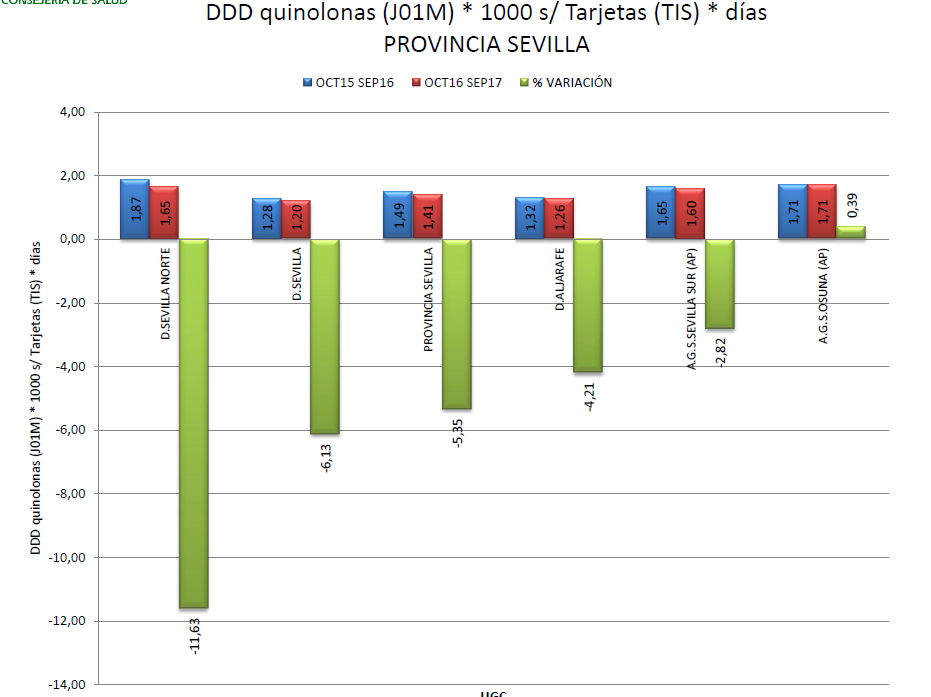 CONSEJERÍA DE SALUD
DDD quinolonas (J01M) * 1000 s/ Tarjetas (TIS) * días
PROVINCIA SEVILLA
OCT15 SEP16 OCT16 SEP17 % VARIACIÓN
DDD quinolonas (J01M) * 1000 s/ Tarjetas (TIS) * días
4,00
2,00
0,00
-2,00
-4,00
-6,00
-8,00
-10,00
-12,00
-14,00
1,87
1,65
-11,63
D.SEVILLA NORTE
1,28
1,20
-6,13
D.SEVILLA
1,49
1,41
-5,35
PROVINCIA SEVILLA
1,32
1,26
-4,21
D.ALJARAFE
1,65
1,60
-2,82
A.G.S.SEVILLA SUR (AP)
1,71
1,71
0,39
A.G.S.OSUNA (AP)
UGC